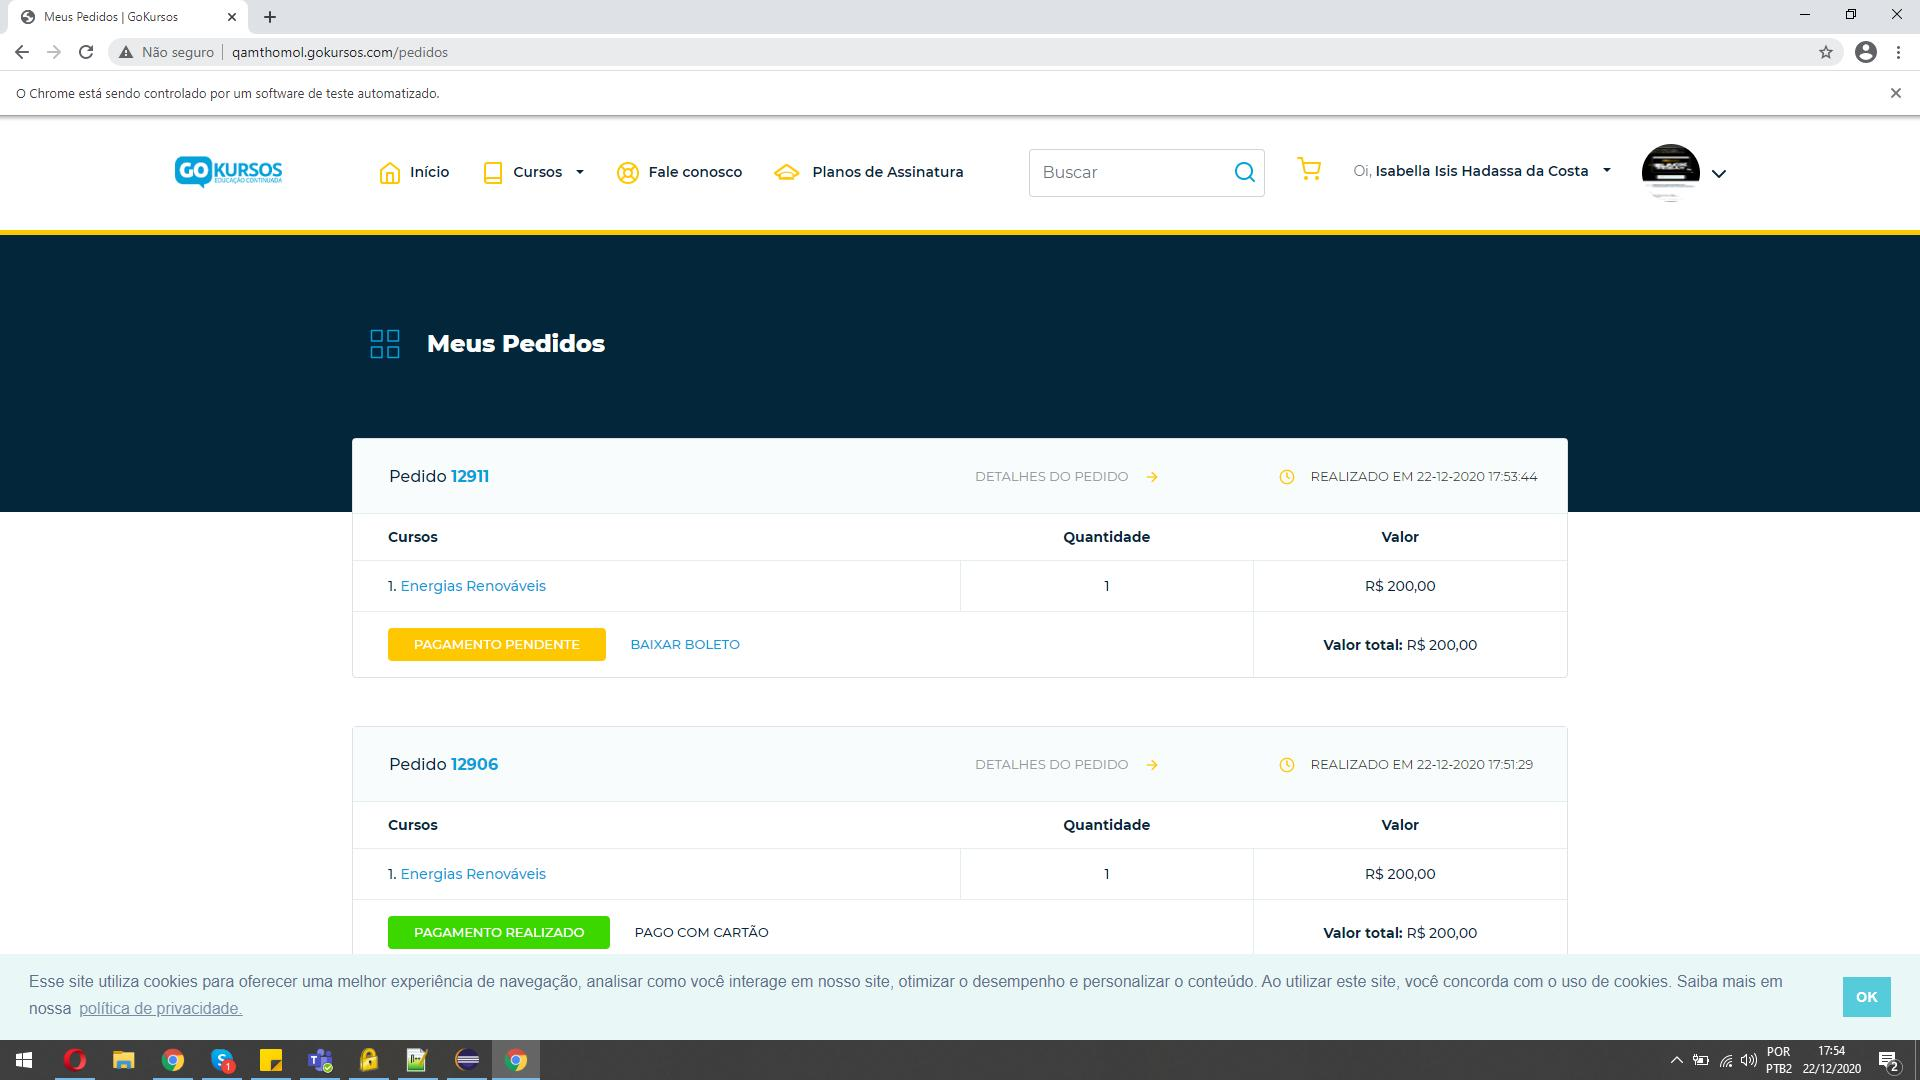 Meus Pedidos | GoKursos
Não seguro
qamthomol.gokursos.com/pedidos
O Chrome está sendo controlado por um software de teste automatizado.
GO KURSOS
EDUCAÇÃO CONTINUADA
Início
Cursos
Fale conosco
Planos de Assinatura
Buscar
Oi, Isabella Isis Hadassa da Costa
Meus Pedidos
Pedido 12911
DETALHES DO PEDIDO
REALIZADO EM 22-12-2020 17:53:44
Cursos
Quantidade
Valor
1. Energias Renováveis
1
R$ 200,00
PAGAMENTO PENDENTE
BAIXAR BOLETO
Valor total: R$ 200,00
Pedido 12906
DETALHES DO PEDIDO
REALIZADO EM 22-12-2020 17:51:29
Cursos
Quantidade
Valor
1. Energias Renováveis
1
R$ 200,00
PAGAMENTO REALIZADO
PAGO COM CARTÃO
Valor total: R$ 200,00
Esse site utiliza cookies para oferecer uma melhor experiência de navegação, analisar como você interage em nosso site, otimizar o desempenho e personalizar o conteúdo. Ao utilizar este site, você concorda com o uso de cookies. Saiba mais em
nossa política de privacidade.
OK
1
POR
PTB2
17:54
22/12/2020
2